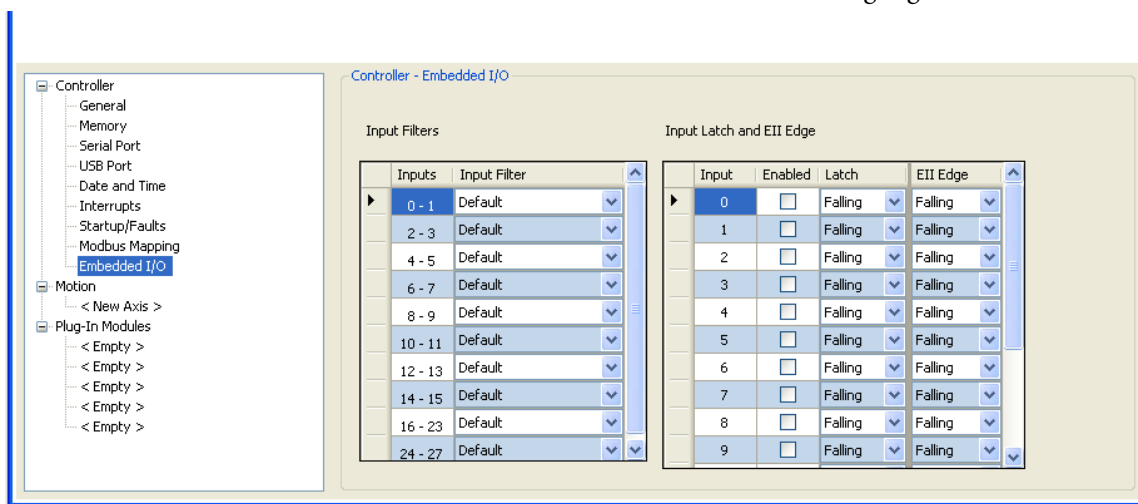 Controller
General
Memory
Serial Port
USB Port
Date and Time
Interrupts
Startup/Faults
Modbus Mapping
Embedded I/O
Motion
< New Axis >
Plug-In Modules
< Empty >
< Empty >
< Empty >
< Empty >
< Empty >
Controller - Embedded I/O
Input Filters
Inputs Input Filter
0 - 1 Default
2 - 3 Default
4 - 5 Default
6 - 7 Default
8 - 9 Default
10 - 11 Default
12 - 13 Default
14 - 15 Default
16 - 23 Default
24 - 27 Default
Input Latch and EII Edge
Input Enabled Latch EII Edge
0 Falling Falling
1 Falling Falling
2 Falling Falling
3 Falling Falling
4 Falling Falling
5 Falling Falling
6 Falling Falling
7 Falling Falling
8 Falling Falling
9 Falling Falling